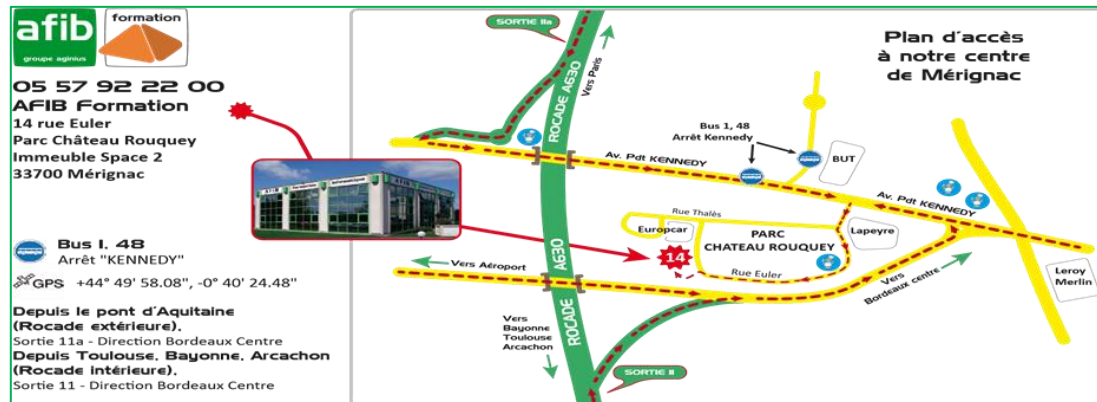 afib
groupe aginius
formation
05 57 92 22 00
AFIB Formation
14 rue Euler
Parc Château Rouquey
Immeuble Space 2
33700 Mérignac
Bus 1, 48
Arrêt "KENNEDY"
GPS +44° 49' 58.08", -0° 40' 24.48"
Depuis le pont d'Aquitaine
(Rocade extérieure),
Sortie 11a - Direction Bordeaux Centre
Depuis Toulouse, Bayonne, Arcachon
(Rocade intérieure),
Sortie 11 - Direction Bordeaux Centre
Plan d'accès
à notre centre
de Mérignac
SORTIE 11a
ROCADE A630
Vers Paris
Bus 1, 48
Arrêt Kennedy
BUT
Av. Pdt KENNEDY
Av. Pdt KENNEDY
Rue Thalès
Europcar
PARC
CHATEAU ROUQUEY
Lapeyre
14
Rue Euler
Vers Aéroport
A630
ROCADE
Vers
Bordeaux centre
Leroy
Merlin
Vers
Bayonne
Toulouse
Arcachon
SORTIE 11
AFIB
AFIB